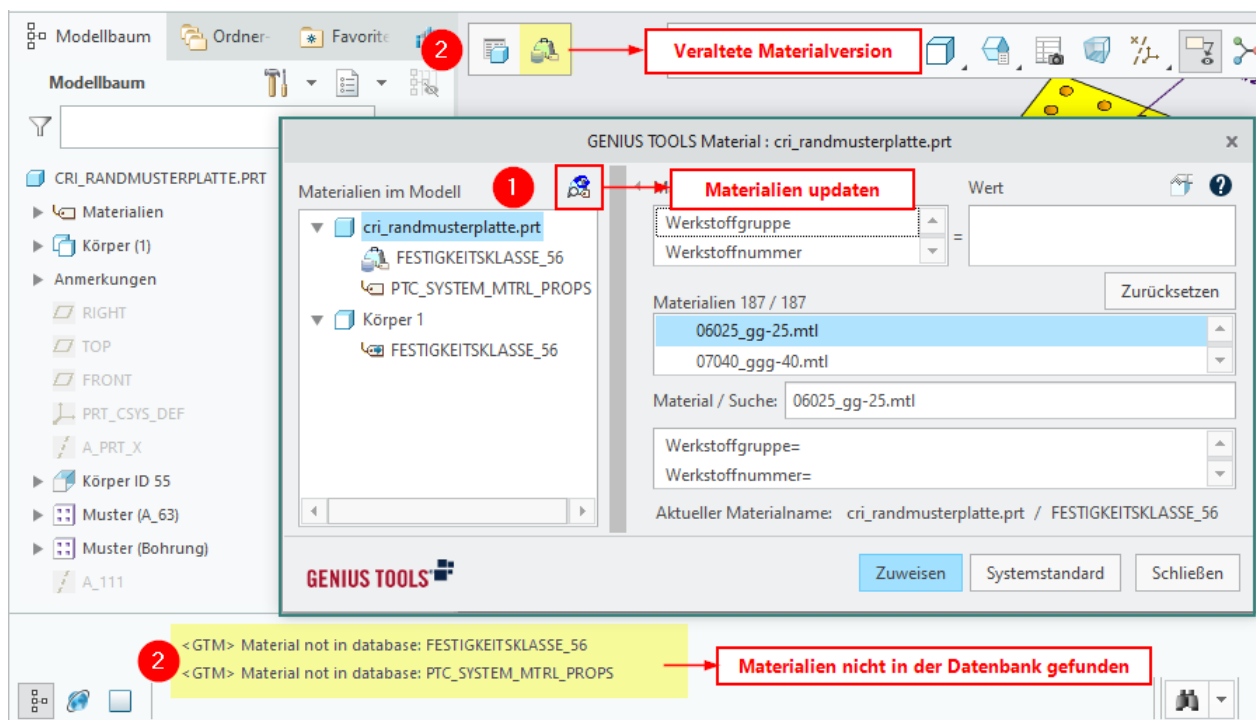 Modellbaum
Ordner-
Favorite
2
Veraltete Materialversion
Modellbaum
GENIUS TOOLS Material : cri_randmusterplatte.prt
x
CRI_RANDMUSTERPLATTE.PRT
Materialien
Körper (1)
Anmerkungen
RIGHT
TOP
FRONT
PRT_CSYS_DEF
A_PRT_X
Körper ID 55
Muster (A_63)
Muster (Bohrung)
A_111
Materialien im Modell
1
Materialien updaten
cri_randmusterplatte.prt
FESTIGKEITSKLASSE_56
PTC_SYSTEM_MTRL_PROPS
Körper 1
FESTIGKEITSKLASSE_56
Wert
Werkstoffgruppe
Werkstoffnummer
=
Zurücksetzen
Materialien 187 / 187
06025_gg-25.mtl
07040_ggg-40.mtl
Material / Suche: 06025_gg-25.mtl
Werkstoffgruppe=
Werkstoffnummer=
Aktueller Materialname: cri_randmusterplatte.prt / FESTIGKEITSKLASSE_56
GENIUS TOOLS
Zuweisen
Systemstandard
Schließen
2
<GTM> Material not in database: FESTIGKEITSKLASSE_56
<GTM> Material not in database: PTC_SYSTEM_MTRL_PROPS
Materialien nicht in der Datenbank gefunden